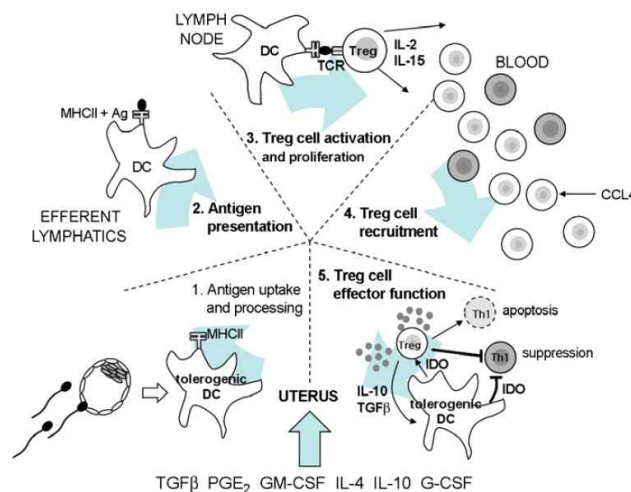 LYMPH
NODE
DC
TCR
Treg
IL-2
IL-15
BLOOD
MHCII + Ag
DC
3. Treg cell activation
and proliferation
EFFERENT
LYMPHATICS
2. Antigen
presentation
4. Treg cell
recruitment
CCL4
1. Antigen uptake
and processing
MHCII
tolerogenic
DC
5. Treg cell
effector function
Th1
apoptosis
Treg
Th1
suppression
IDO
IDO
IL-10
TGFβ
tolerogenic
DC
UTERUS
TGFβ PGE₂ GM-CSF IL-4 IL-10 G-CSF